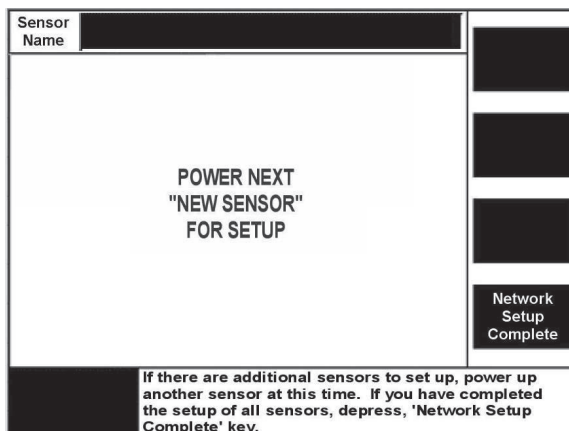 Sensor
Name
POWER NEXT
"NEW SENSOR"
FOR SETUP
Network
Setup
Complete
If there are additional sensors to set up, power up
another sensor at this time. If you have completed
the setup of all sensors, depress, 'Network Setup
Complete' key.